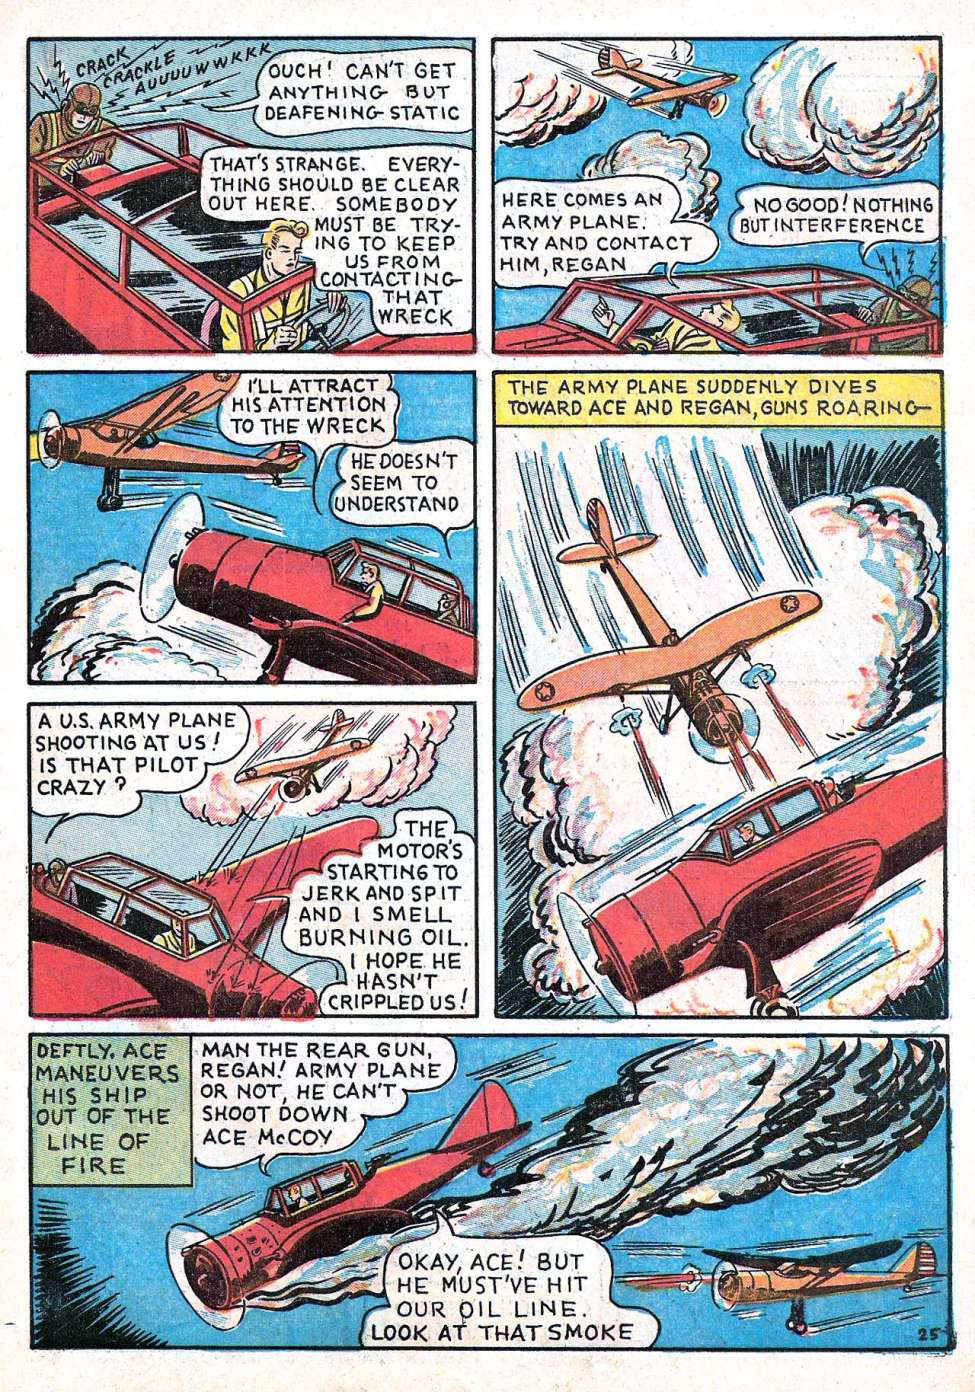 CRACK
CRACKLE
AUUUUWWKKK
OUCH! CAN'T GET
ANYTHING BUT
DEAFENING STATIC
THAT'S STRANGE. EVERY-
THING SHOULD BE CLEAR
OUT HERE. SOMEBODY
MUST BE TRY-
ING TO KEEP
US FROM
CONTACTING
THAT
WRECK
HERE COMES AN
ARMY PLANE.
TRY AND CONTACT
HIM, REGAN
NO GOOD! NOTHING
BUT INTERFERENCE
I'LL ATTRACT
HIS ATTENTION
TO THE WRECK
HE DOESN'T
SEEM TO
UNDERSTAND
THE ARMY PLANE SUDDENLY DIVES
TOWARD ACE AND REGAN, GUNS ROARING-
A U.S. ARMY PLANE
SHOOTING AT US!
IS THAT PILOT
CRAZY?
THE
MOTOR'S
STARTING TO
JERK AND SPIT
AND I SMELL
BURNING OIL.
I HOPE HE
HASN'T
CRIPPLED US!
DEFTLY, ACE
MANEUVERS
HIS SHIP
OUT OF THE
LINE OF
FIRE
MAN THE REAR GUN,
REGAN! ARMY PLANE
OR NOT, HE CAN'T
SHOOT DOWN
ACE McCOY
OKAY, ACE! BUT
HE MUST'VE HIT
OUR OIL LINE.
LOOK AT THAT SMOKE
25